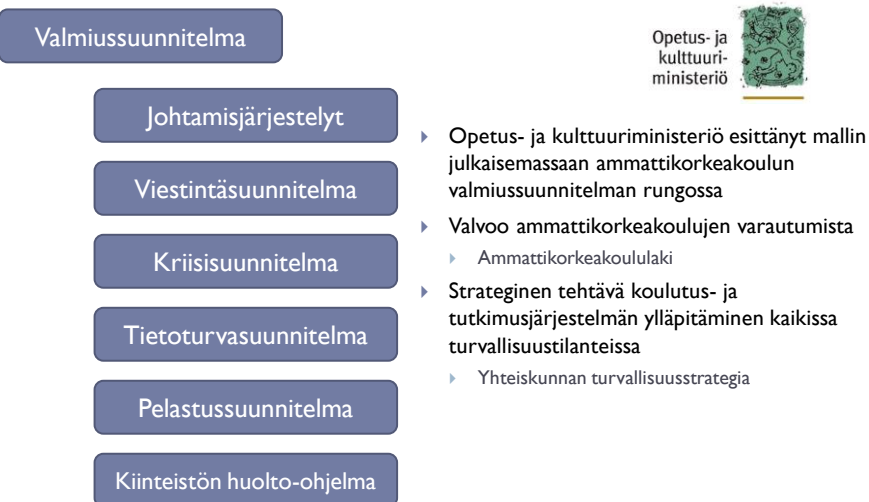 Valmiussuunnitelma
Johtamisjärjestelyt
Viestintäsuunnitelma
Kriisisuunnitelma
Tietoturvasuunnitelma
Pelastussuunnitelma
Kiinteistön huolto-ohjelma
Opetus- ja
kulttuuri-
ministeriö
Opetus- ja kulttuuriministeriö esittänyt mallin
julkaisemassaan ammattikorkeakoulun
valmiussuunnitelman rungossa
Valvoo ammattikorkeakoulujen varautumista
Ammattikorkeakoululaki
Strateginen tehtävä koulutus- ja
tutkimusjärjestelmän ylläpitäminen kaikissa
turvallisuustilanteissa
Yhteiskunnan turvallisuusstrategia